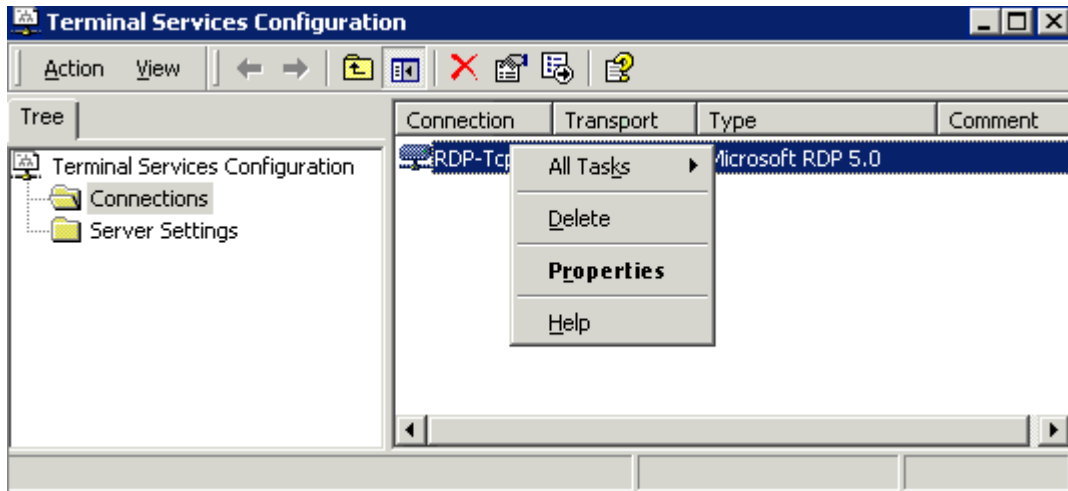 Terminal Services Configuration
Action View
Tree
Connection Transport Type Comment
Terminal Services Configuration
Connections
Server Settings
RDP-Tcp Microsoft RDP 5.0
All Tasks
Delete
Properties
Help